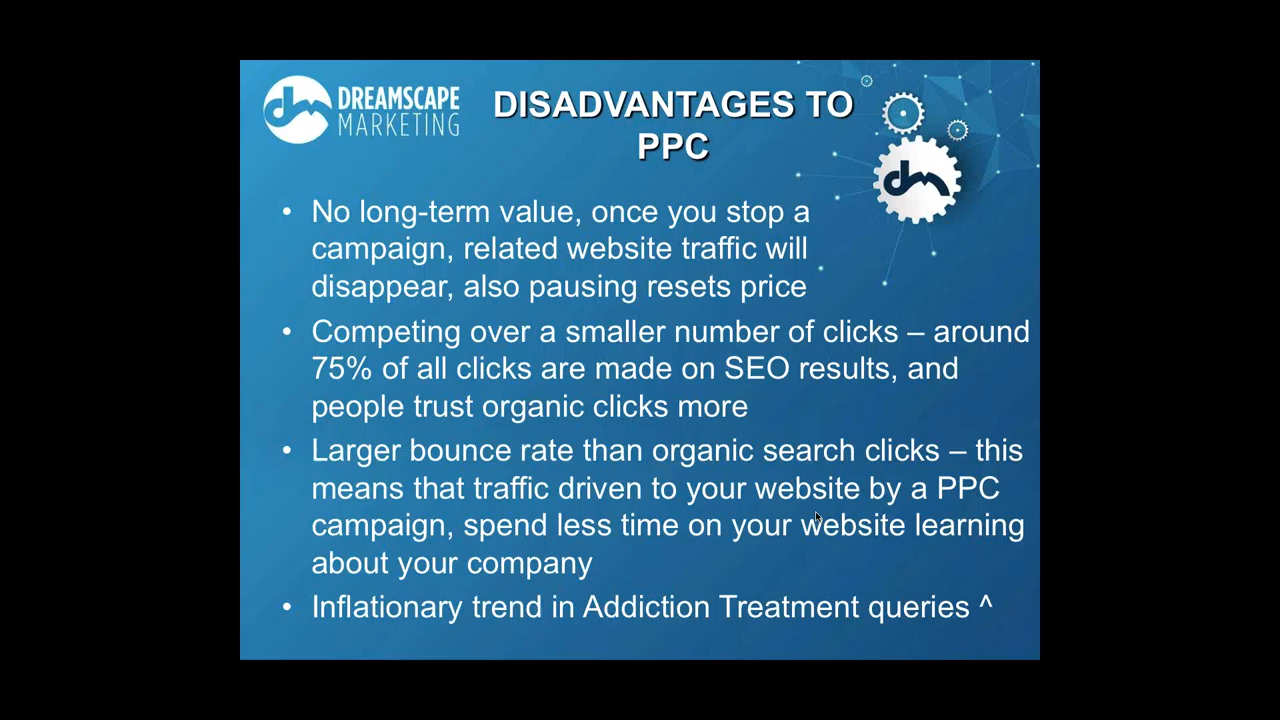 DREAMSCAPE
MARKETING
DISADVANTAGES TO
PPC
dm
• No long-term value, once you stop a
campaign, related website traffic will
disappear, also pausing resets price
• Competing over a smaller number of clicks – around
75% of all clicks are made on SEO results, and
people trust organic clicks more
• Larger bounce rate than organic search clicks – this
means that traffic driven to your website by a PPC
campaign, spend less time on your website learning
about your company
• Inflationary trend in Addiction Treatment queries ^